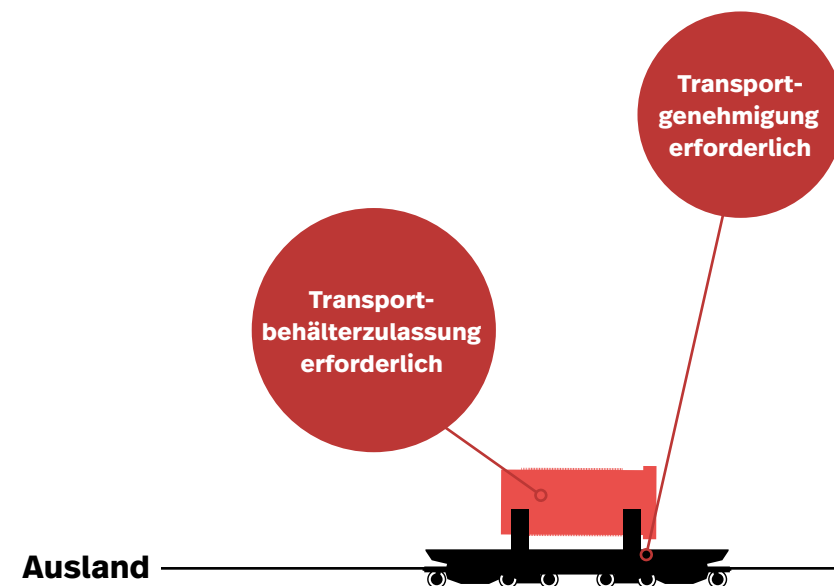 Transport-
genehmigung
erforderlich
Transport-
behälterzulassung
erforderlich
Ausland